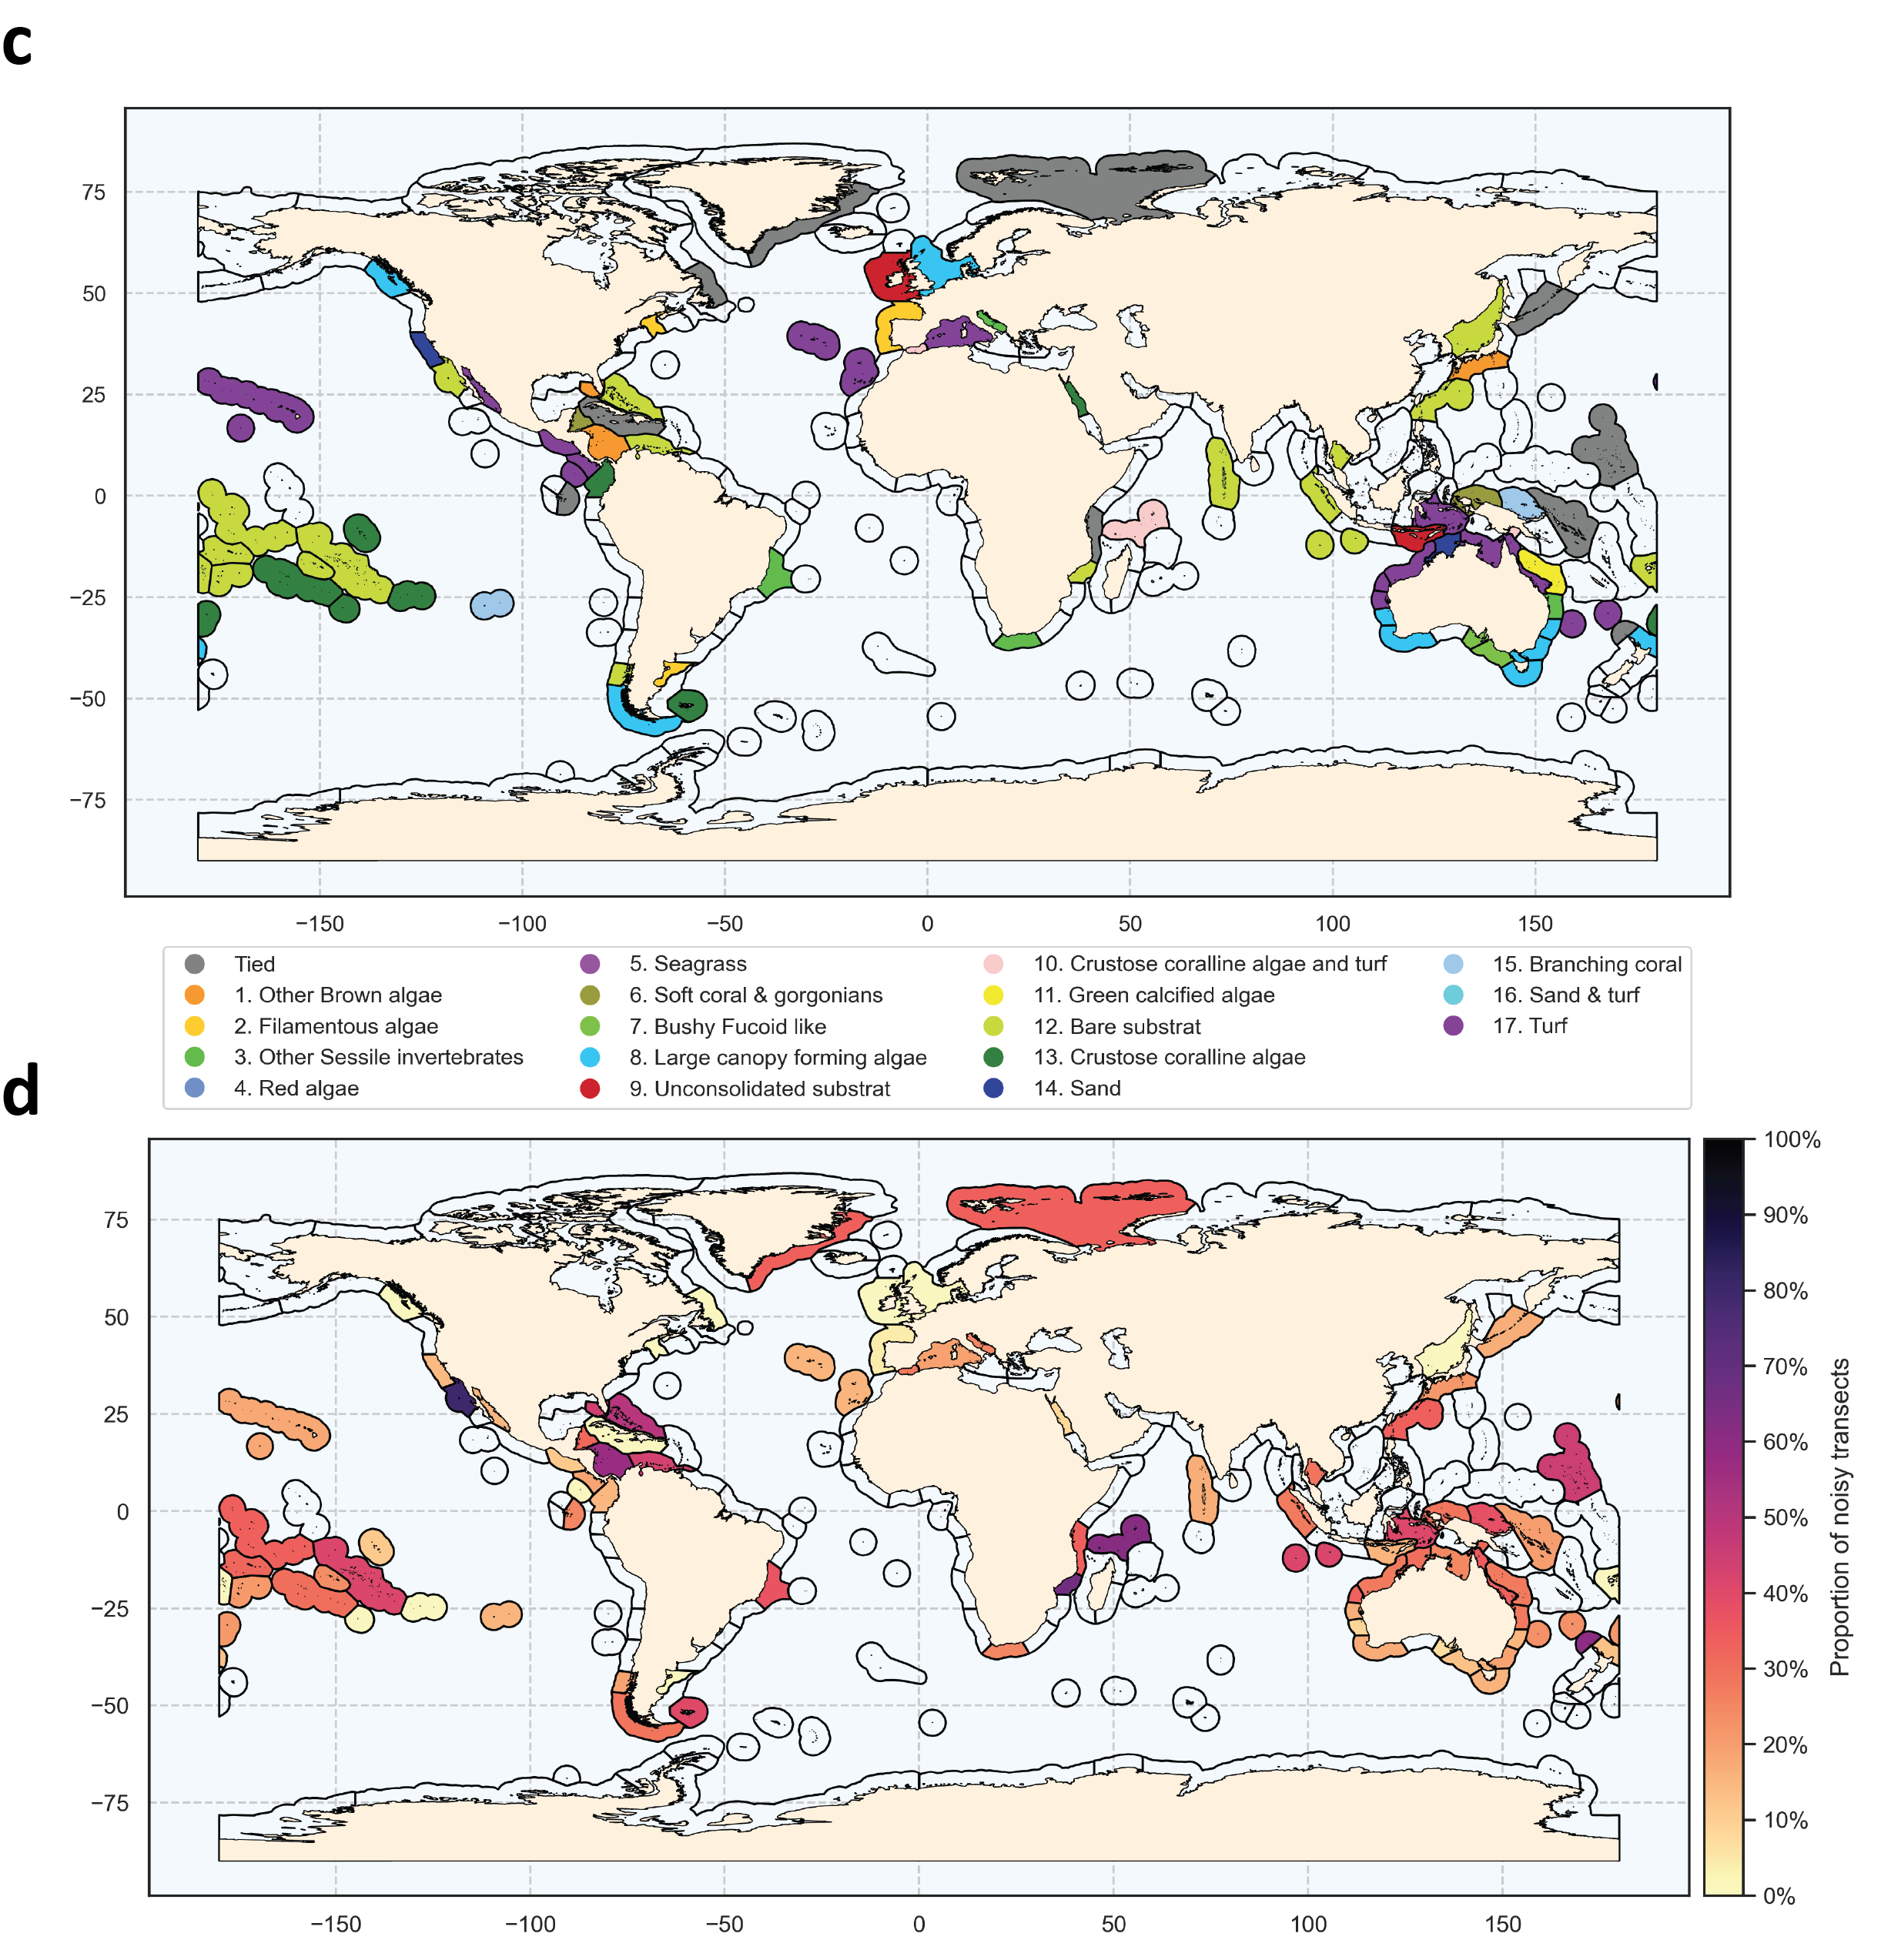 c
75
50
25
0
−25
−50
−75
−150 −100 −50 0 50 100 150
Tied
1. Other Brown algae
2. Filamentous algae
3. Other Sessile invertebrates
4. Red algae
5. Seagrass
6. Soft coral & gorgonians
7. Bushy Fucoid like
8. Large canopy forming algae
9. Unconsolidated substrat
10. Crustose coralline algae and turf
11. Green calcified algae
12. Bare substrat
13. Crustose coralline algae
14. Sand
15. Branching coral
16. Sand & turf
17. Turf
d
75
50
25
0
−25
−50
−75
−150 −100 −50 0 50 100 150
100%
90%
80%
70%
60%
50%
40%
30%
20%
10%
0%
Proportion of noisy transects